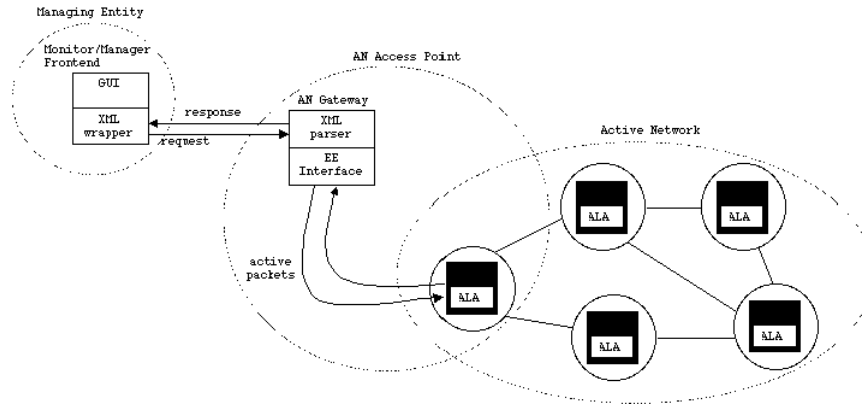 Managing Entity
Monitor/Manager
Frontend
GUI
XML
wrapper
response
request
AN Access Point
AN Gateway
XML
parser
EE
Interface
active
packets
Active Network
ALA
ALA
ALA
ALA
ALA